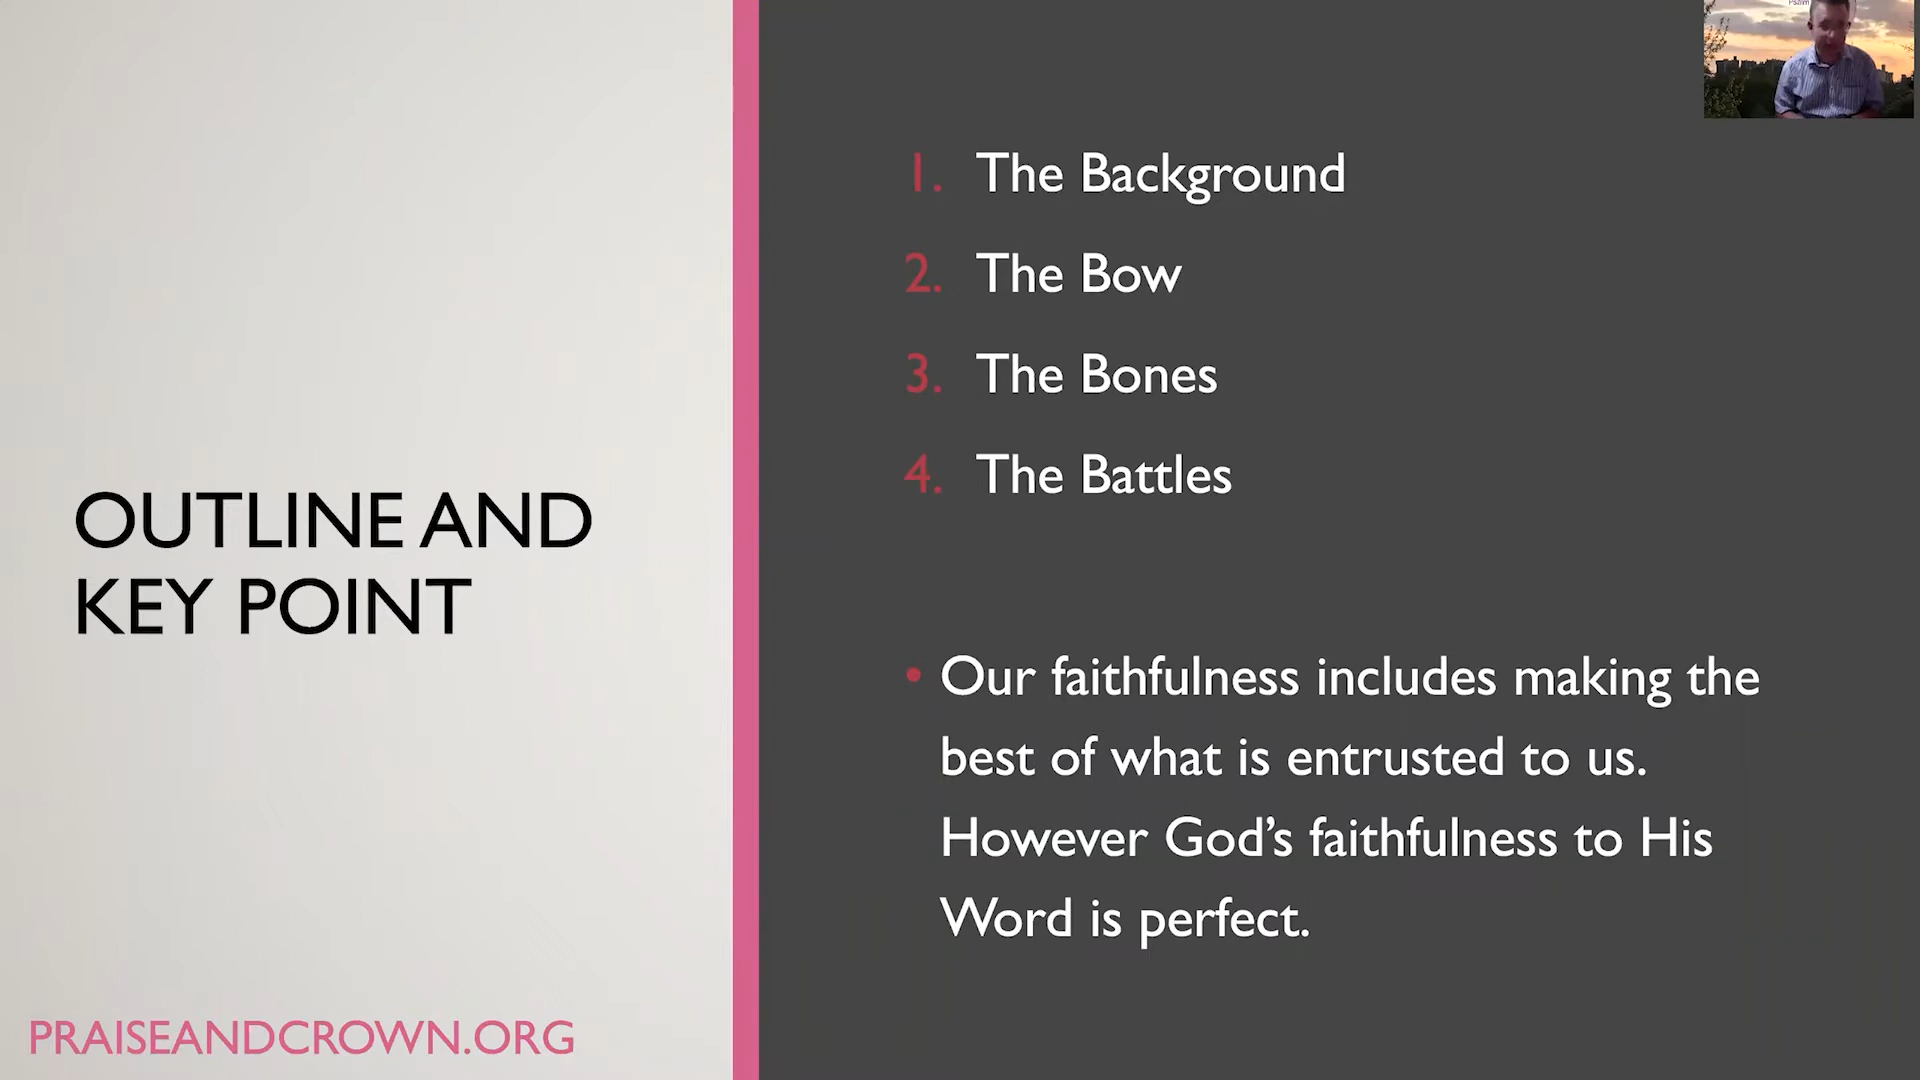 OUTLINE AND
KEY POINT
PRAISEANDCROWN.ORG
1. The Background
2. The Bow
3. The Bones
4. The Battles
• Our faithfulness includes making the
best of what is entrusted to us.
However God’s faithfulness to His
Word is perfect.
Psalm